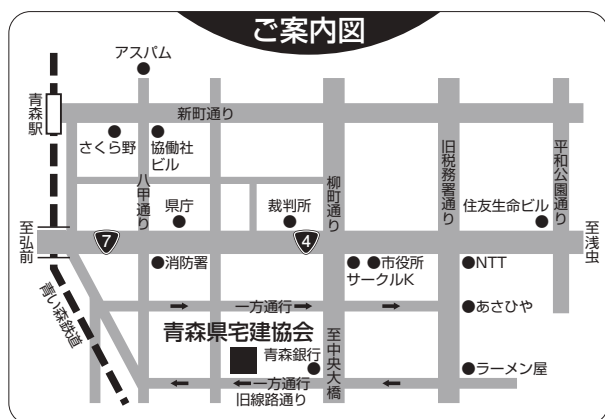 ご案内図
アスパム
青森駅
新町通り
さくら野
協働社
ビル
八甲通り
柳町通り
旧税務署通り
平和公園通り
県庁
裁判所
住友生命ビル
至弘前
7
4
至浅虫
消防署
市役所
サークルK
NTT
青い森鉄道
一方通行
あさひや
青森県宅建協会
青森銀行
至中央大橋
ラーメン屋
一方通行
旧線路通り